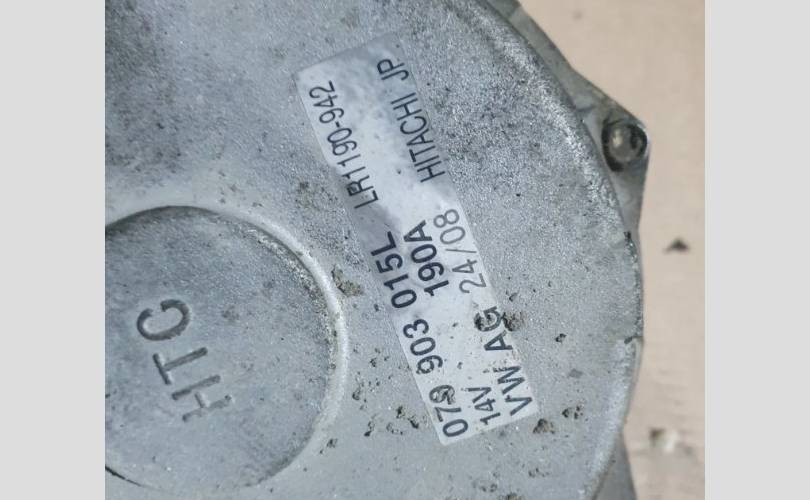 079 903 015L LR1190-942
14V 190A
VW AG 24/08 HITACHI JP
HTC